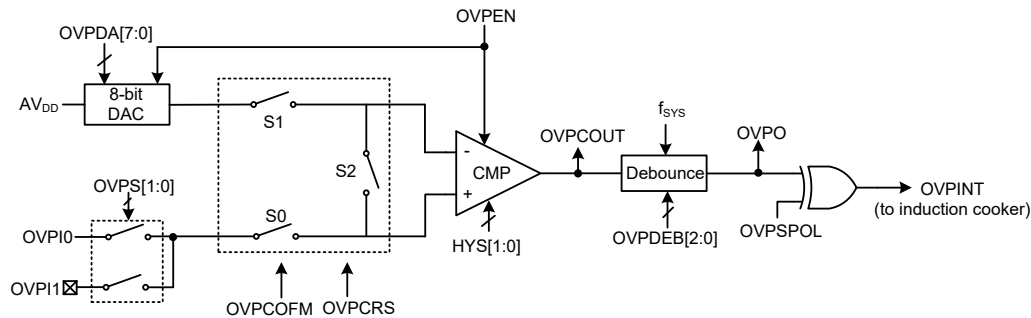 OVPEN
OVPDA[7:0]
AVDD
8-bit
DAC
S1
S2
S0
OVPS[1:0]
OVPI0
OVPI1
OVPCOFM
OVPCRS
-
CMP
+
HYS[1:0]
OVPCOUT
fSYS
Debounce
OVPDEB[2:0]
OVPO
OVPSPOL
OVPINT
(to induction cooker)